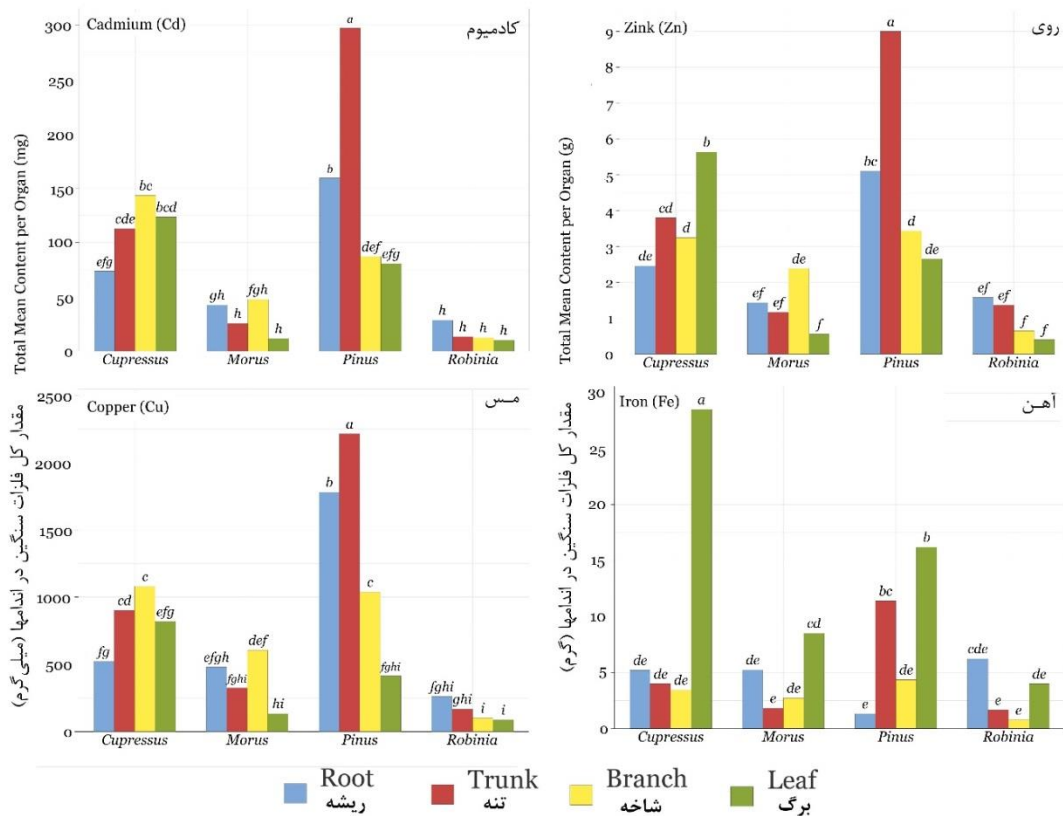 Cadmium (Cd)
کادمیوم
Total Mean Content per Organ (mg)
300
250
200
150
100
50
0
efg
cde
bc
bcd
gh
h
fgh
h
b
a
def
efg
h
h
h
h
Cupressus
Morus
Pinus
Robinia
Zink (Zn)
روی
Total Mean Content per Organ (g)
9
8
7
6
5
4
3
2
1
0
de
cd
d
b
ef
ef
de
f
bc
a
d
de
ef
ef
f
f
Cupressus
Morus
Pinus
Robinia
Copper (Cu)
مـس
مقدار کل فلزات سنگین در اندامها (میلی‌گرم)
2500
2000
1500
1000
500
0
fg
cd
c
efg
efgh
fghi
def
hi
b
a
c
fghi
fghi
ghi
i
i
Cupressus
Morus
Pinus
Robinia
Iron (Fe)
آهـن
مقدار کل فلزات سنگین در اندامها (گرم)
30
25
20
15
10
5
0
de
de
de
a
de
e
de
cd
e
bc
de
b
cde
e
e
de
Cupressus
Morus
Pinus
Robinia
Root
Trunk
Branch
Leaf
ریشه
تنه
شاخه
برگ